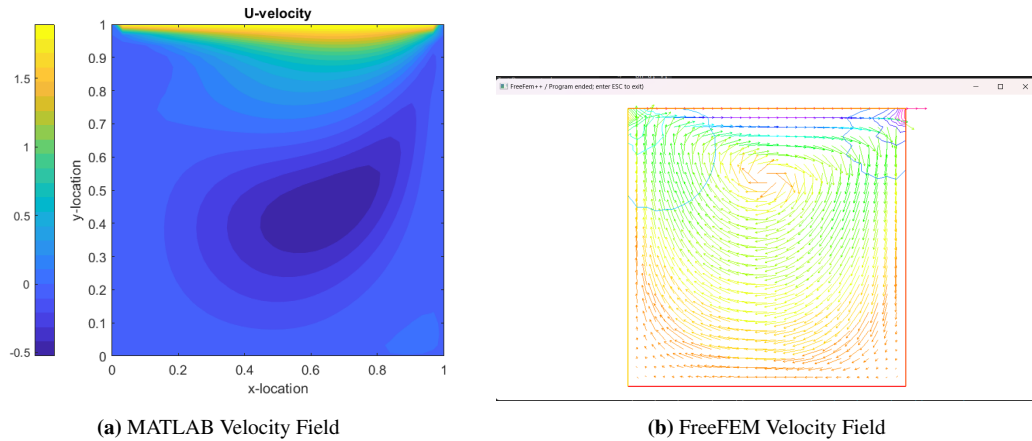 U-velocity
1.5
1
0.5
0
-0.5
1
0.9
0.8
0.7
0.6
0.5
0.4
0.3
0.2
0.1
0
y-location
0 0.2 0.4 0.6 0.8 1
x-location
(a) MATLAB Velocity Field
FreeFem++ / Program ended; enter ESC to exit)
(b) FreeFEM Velocity Field